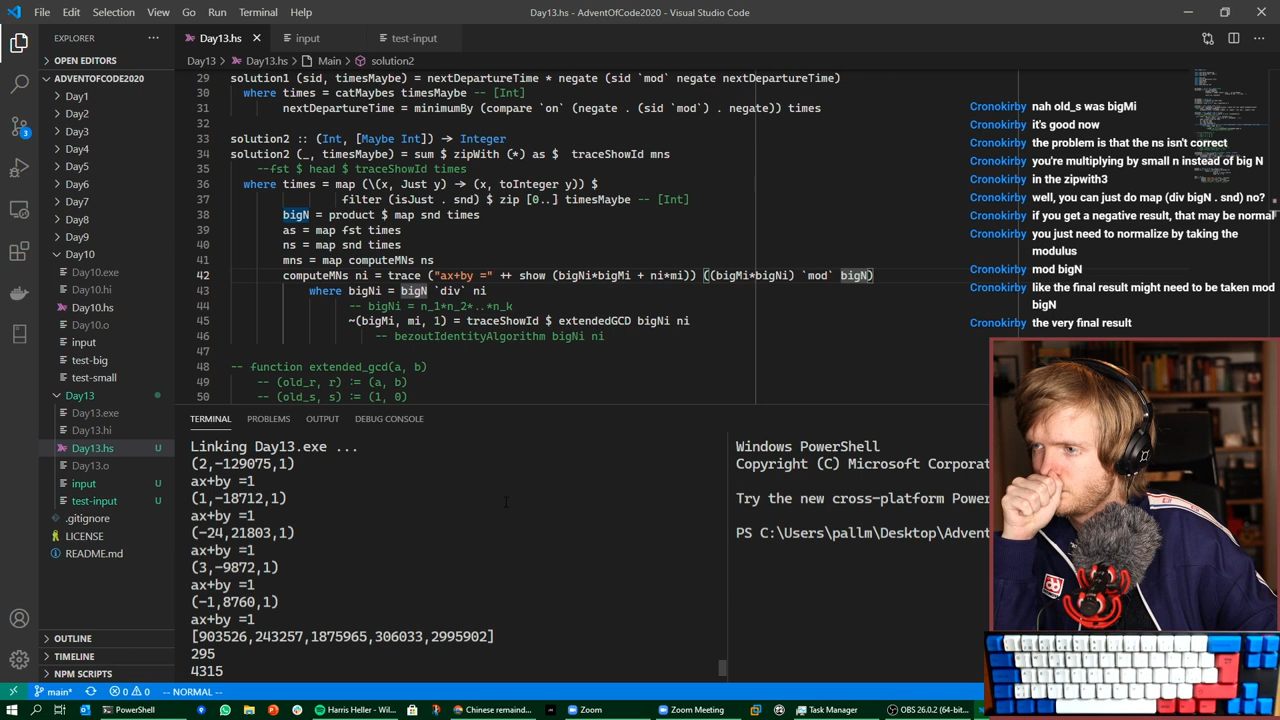 File Edit Selection View Go Run Terminal Help
Day13.hs - AdventOfCode2020 - Visual Studio Code
EXPLORER
Day13.hs
input
test-input
OPEN EDITORS
Day13 > Day13.hs > Main > solution2
ADVENTOFCODE2020
Day1
Day2
Day3
Day4
Day5
Day6
Day7
Day8
Day9
Day10
Day10.exe
Day10.hi
Day10.hs
Day10.o
input
test-big
test-small
Day13
Day13.exe
Day13.hi
Day13.hs U
Day13.o
input U
test-input U
.gitignore
LICENSE
README.md
OUTLINE
TIMELINE
NPM SCRIPTS
3
29 solution1 (sid, timesMaybe) = nextDepartureTime * negate (sid `mod` negate nextDepartureTime)
30 where times = catMaybes timesMaybe -- [Int]
31 nextDepartureTime = minimumBy (compare `on` (negate . (sid `mod`) . negate)) times
32
33 solution2 :: (Int, [Maybe Int]) → Integer
34 solution2 (_, timesMaybe) = sum $ zipWith (*) as $ traceShowId mns
35 --fst $ head $ traceShowId times
36 where times = map (\(x, Just y) → (x, toInteger y)) $
37 filter (isJust . snd) $ zip [0..] timesMaybe -- [Int]
38 bigN = product $ map snd times
39 as = map fst times
40 ns = map snd times
41 mns = map computeMNs ns
42 computeMNs ni = trace ("ax+by =" ++ show (bigNi*bigMi + ni*mi)) ((bigMi*bigNi) `mod` bigN)
43 where bigNi = bigN `div` ni
44 -- bigNi = n_1*n_2*..*n_k
45 ~(bigMi, mi, 1) = traceShowId $ extendedGCD bigNi ni
46 -- bezoutIdentityAlgorithm bigNi ni
47
48 -- function extended_gcd(a, b)
49 -- (old_r, r) := (a, b)
50 -- (old_s, s) := (1, 0)
Cronokirby nah old_s was bigMi
Cronokirby it's good now
Cronokirby the problem is that the ns isn't correct
Cronokirby you're multiplying by small n instead of big N
Cronokirby in the zipwith3
Cronokirby well, you can just do map (div bigN . snd) no?
Cronokirby if you get a negative result, that may be normal
Cronokirby you just need to normalize by taking the
modulus
Cronokirby mod bigN
Cronokirby like the final result might need to be taken mod
bigN
Cronokirby the very final result
TERMINAL PROBLEMS OUTPUT DEBUG CONSOLE
Linking Day13.exe ...
(2,-129075,1)
ax+by =1
(1,-18712,1)
ax+by =1
(-24,21803,1)
ax+by =1
(3,-9872,1)
ax+by =1
(-1,8760,1)
ax+by =1
[903526,243257,1875965,306033,2995902]
295
4315
Windows PowerShell
Copyright (C) Microsoft Corporat
Try the new cross-platform Power
PS C:\Users\pallm\Desktop\Advent
main* 0 0 -- NORMAL --
PowerShell
Harris Heller - Wil...
Chinese remaind...
Zoom
Zoom Meeting
Task Manager
OBS 26.0.2 (64-bit...